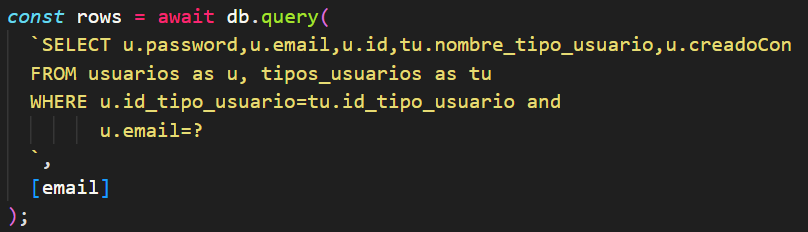 const rows = await db.query(
`SELECT u.password,u.email,u.id,tu.nombre_tipo_usuario,u.creadoCon
FROM usuarios as u, tipos_usuarios as tu
WHERE u.id_tipo_usuario=tu.id_tipo_usuario and
u.email=?
`,
[email]
);